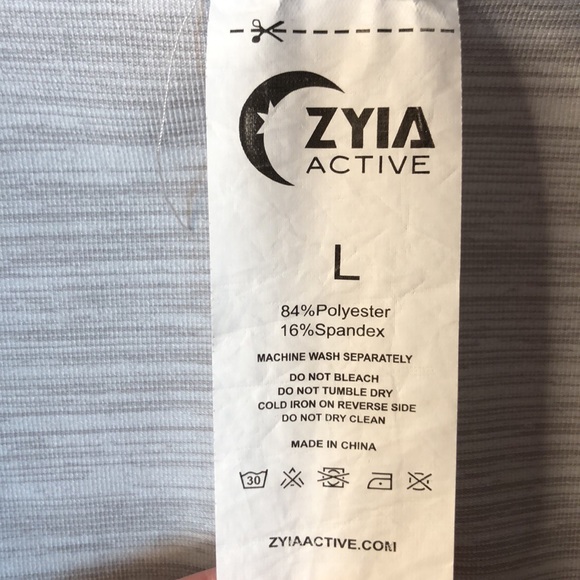 ZYIA
ACTIVE
L
84%Polyester
16%Spandex
MACHINE WASH SEPARATELY
DO NOT BLEACH
DO NOT TUMBLE DRY
COLD IRON ON REVERSE SIDE
DO NOT DRY CLEAN
MADE IN CHINA
30
ZYIAACTIVE.COM